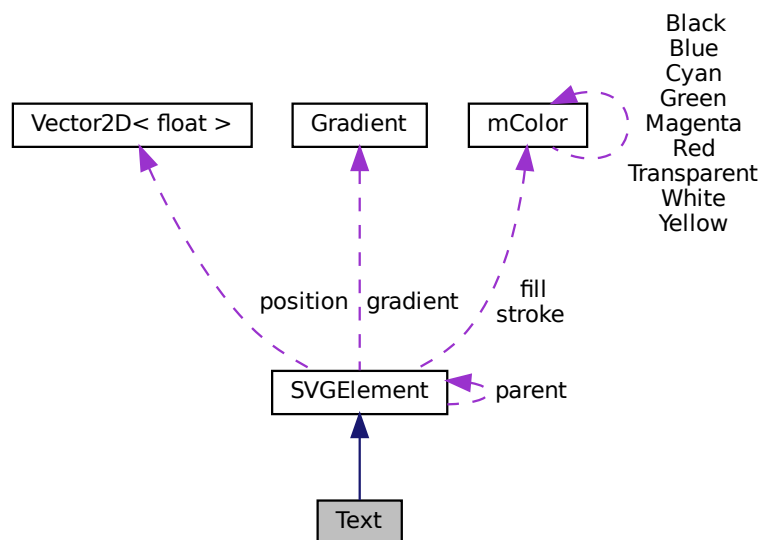 Black
Blue
Cyan
Green
Magenta
Red
Transparent
White
Yellow
Vector2D< float >
Gradient
mColor
position
gradient
fill
stroke
SVGElement
parent
Text